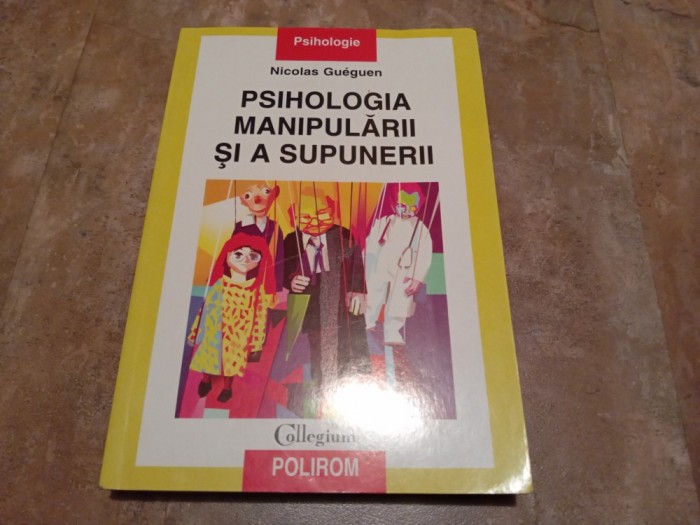 Psihologie
Nicolas Guéguen
PSIHOLOGIA
MANIPULĂRII
ŞI A SUPUNERII
Collegium
POLIROM